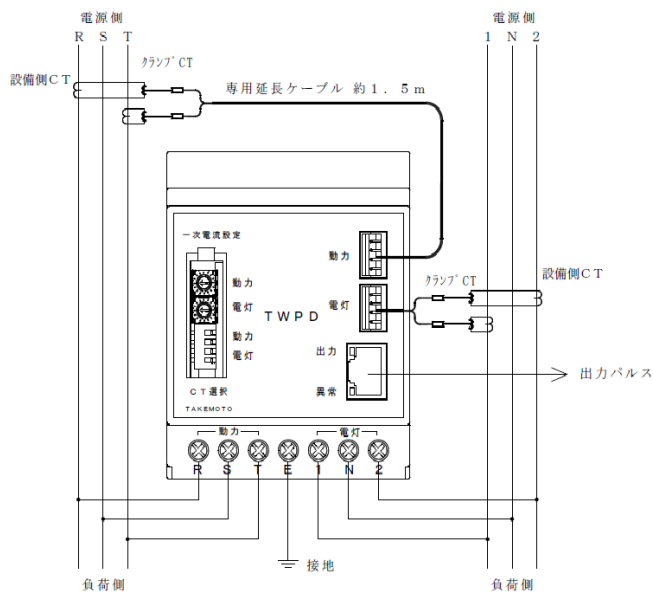 電源側
R S T
電源側
1 N 2
クランプCT
設備側CT
専用延長ケーブル 約1.5m
一次電流設定
動力
電灯
動力
電灯
CT選択
TAKEMOTO
TWPD
動力
電灯
出力
異常
クランプCT
設備側CT
出力パルス
動力
電灯
R S T E 1 N 2
接地
負荷側
負荷側